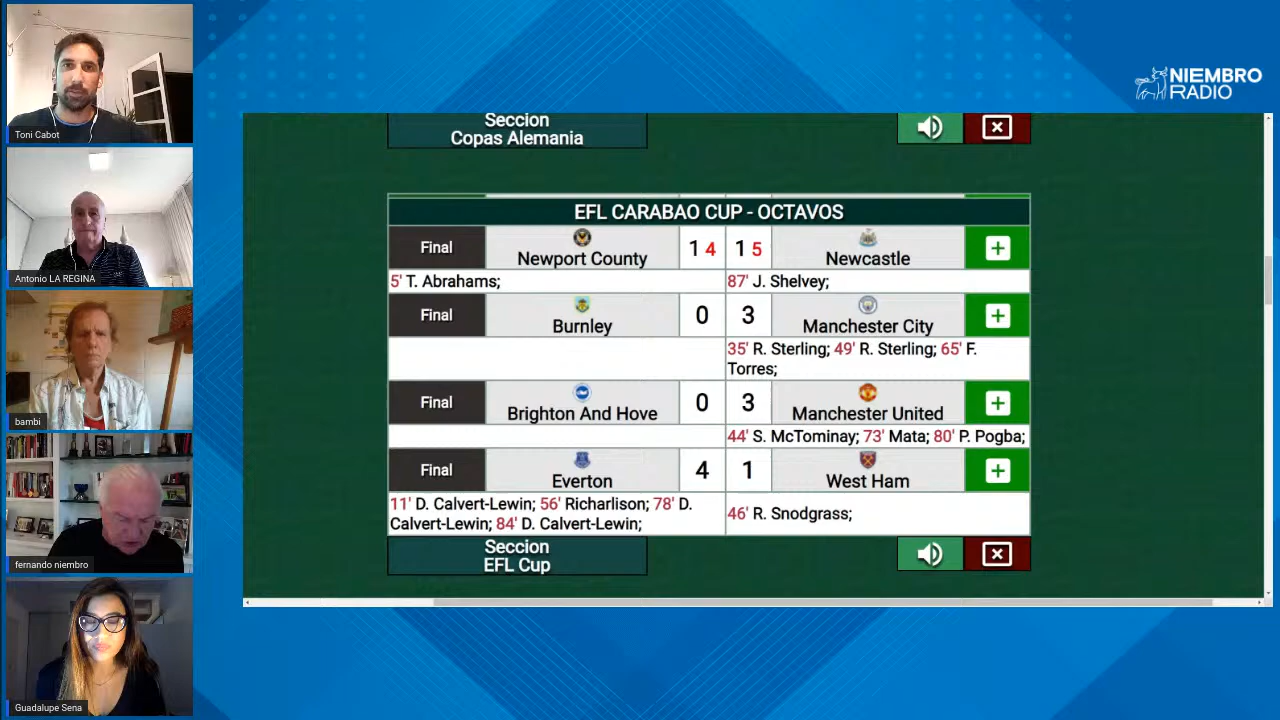 Toni Cabot
Antonio LA REGINA
bambi
fernando niembro
Guadalupe Sena
NIEMBRO
RADIO
Seccion
Copas Alemania
EFL CARABAO CUP - OCTAVOS
Final Newport County 1 4 1 5 Newcastle
5' T. Abrahams; 87' J. Shelvey;
Final Burnley 0 3 Manchester City
35' R. Sterling; 49' R. Sterling; 65' F.
Torres;
Final Brighton And Hove 0 3 Manchester United
44' S. McTominay; 73' Mata; 80' P. Pogba;
Final Everton 4 1 West Ham
11' D. Calvert-Lewin; 56' Richarlison; 78' D.
Calvert-Lewin; 84' D. Calvert-Lewin;
46' R. Snodgrass;
Seccion
EFL Cup